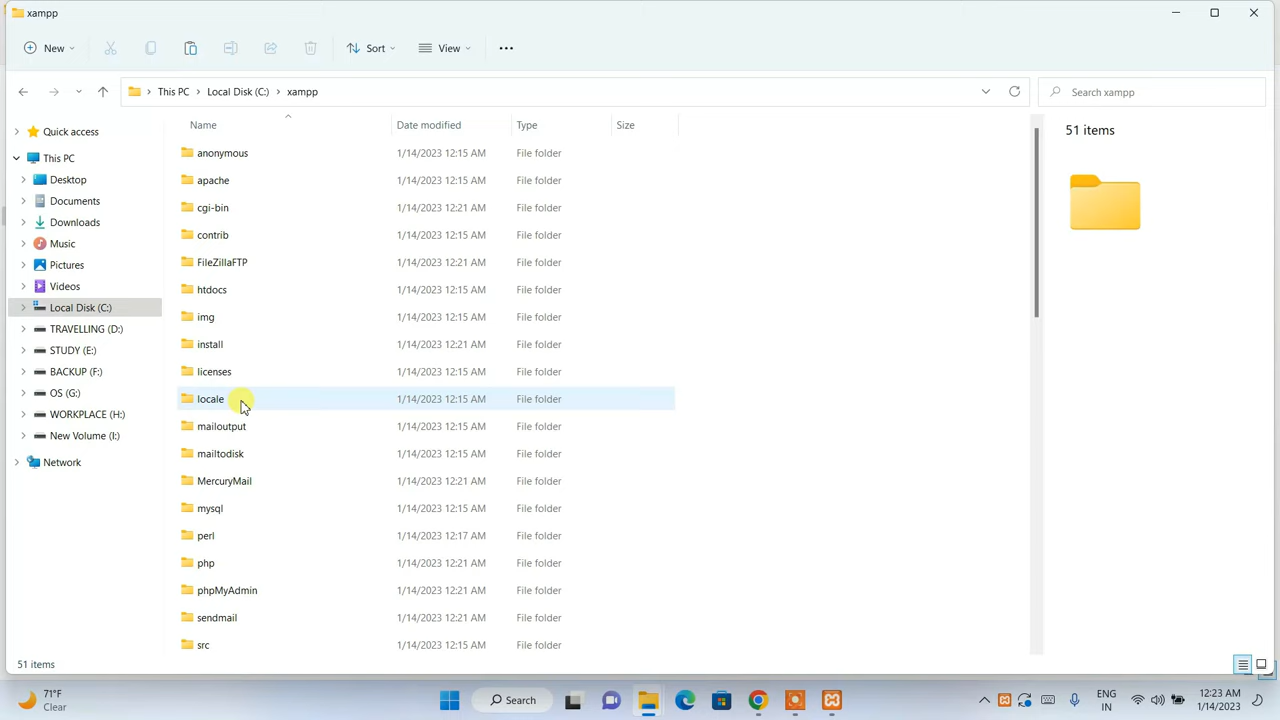 xampp
New
Sort
View
This PC
Local Disk (C:)
xampp
Search xampp
Quick access
This PC
Desktop
Documents
Downloads
Music
Pictures
Videos
Local Disk (C:)
TRAVELLING (D:)
STUDY (E:)
BACKUP (F:)
OS (G:)
WORKPLACE (H:)
New Volume (I:)
Network
Name Date modified Type Size
anonymous 1/14/2023 12:15 AM File folder
apache 1/14/2023 12:15 AM File folder
cgi-bin 1/14/2023 12:21 AM File folder
contrib 1/14/2023 12:15 AM File folder
FileZillaFTP 1/14/2023 12:21 AM File folder
htdocs 1/14/2023 12:15 AM File folder
img 1/14/2023 12:15 AM File folder
install 1/14/2023 12:21 AM File folder
licenses 1/14/2023 12:15 AM File folder
locale 1/14/2023 12:15 AM File folder
mailoutput 1/14/2023 12:15 AM File folder
mailtodisk 1/14/2023 12:15 AM File folder
MercuryMail 1/14/2023 12:21 AM File folder
mysql 1/14/2023 12:15 AM File folder
perl 1/14/2023 12:17 AM File folder
php 1/14/2023 12:21 AM File folder
phpMyAdmin 1/14/2023 12:21 AM File folder
sendmail 1/14/2023 12:21 AM File folder
src 1/14/2023 12:15 AM File folder
51 items
51 items
71°F
Clear
Search
ENG
IN
12:23 AM
1/14/2023